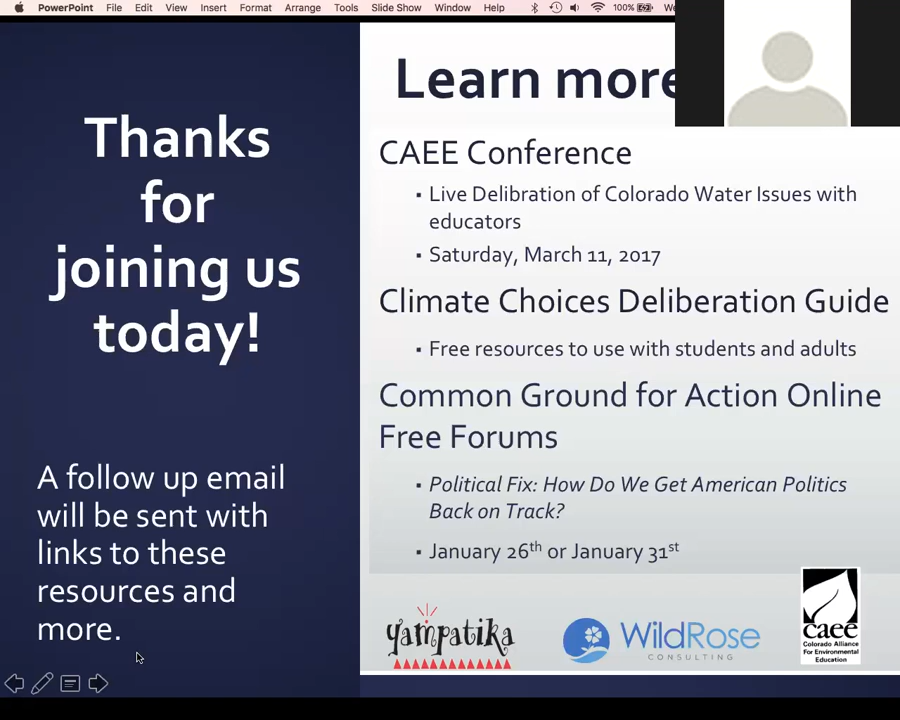 PowerPoint File Edit View Insert Format Arrange Tools Slide Show Window Help 100%
Thanks
for
joining us
today!
A follow up email
will be sent with
links to these
resources and
more.
Learn more
CAEE Conference
▪ Live Delibration of Colorado Water Issues with
educators
▪ Saturday, March 11, 2017
Climate Choices Deliberation Guide
▪ Free resources to use with students and adults
Common Ground for Action Online
Free Forums
▪ Political Fix: How Do We Get American Politics
Back on Track?
▪ January 26th or January 31st
yampatika
WildRose
CONSULTING
caee
Colorado Alliance
For Environmental
Education